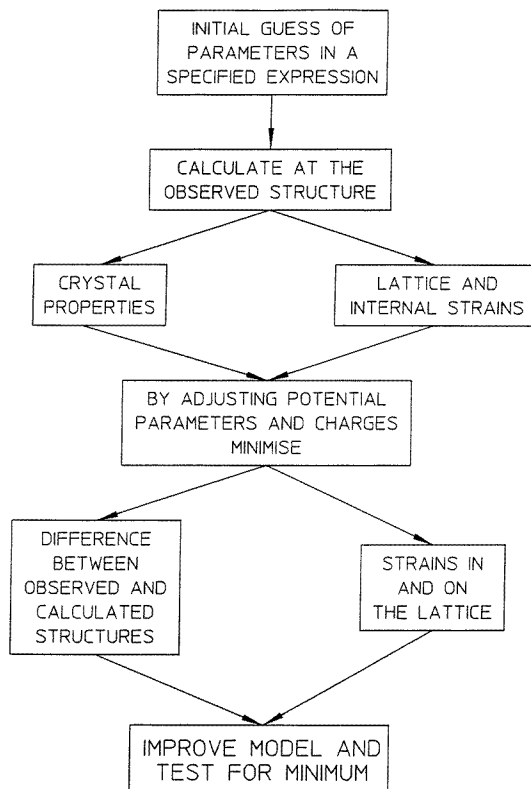 INITIAL GUESS OF
PARAMETERS IN A
SPECIFIED EXPRESSION
CALCULATE AT THE
OBSERVED STRUCTURE
CRYSTAL
PROPERTIES
LATTICE AND
INTERNAL STRAINS
BY ADJUSTING POTENTIAL
PARAMETERS AND CHARGES
MINIMISE
DIFFERENCE
BETWEEN
OBSERVED AND
CALCULATED
STRUCTURES
STRAINS IN
AND ON
THE LATTICE
IMPROVE MODEL AND
TEST FOR MINIMUM